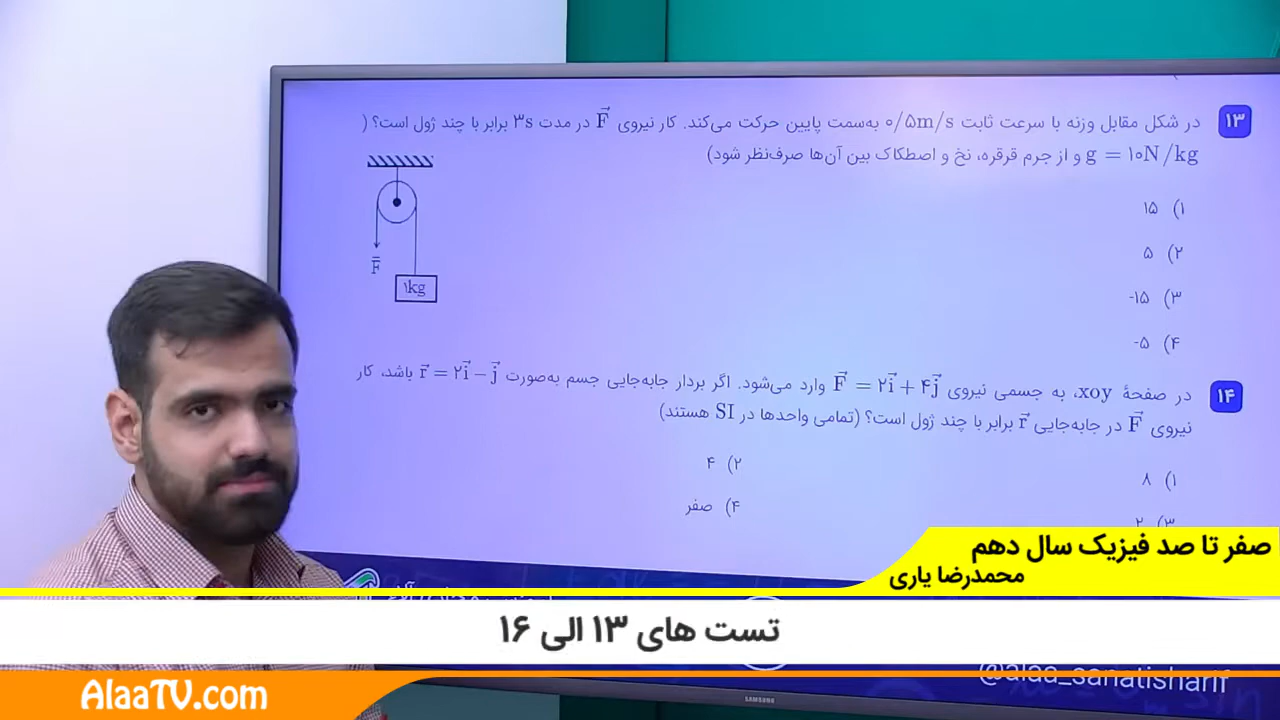 ۱۳
در شکل مقابل وزنه با سرعت ثابت ۰/۵m/s به‌سمت پایین حرکت می‌کند. کار نیروی F⃗ در مدت ۳s برابر با چند ژول است؟ (
g = ۱۰N/kg و از جرم قرقره، نخ و اصطکاک بین آن‌ها صرف‌نظر شود)
F⃗
۱kg
۱) ۱۵
۲) ۵
۳) ۱۵-
۴) ۵-
۱۴
در صفحهٔ xoy، به جسمی نیروی F⃗ = ۲i⃗ + ۴j⃗ وارد می‌شود. اگر بردار جابه‌جایی جسم به‌صورت r⃗ = ۲i⃗ − j⃗ باشد، کار
نیروی F⃗ در جابه‌جایی r⃗ برابر با چند ژول است؟ (تمامی واحدها در SI هستند)
۱) ۸
۲) ۴
۳) ۲
۴) صفر
صفر تا صد فیزیک سال دهم
محمدرضا یاری
تست های ۱۳ الی ۱۶
AlaaTV.com
SAMSUNG
@alaa_sanatisharif